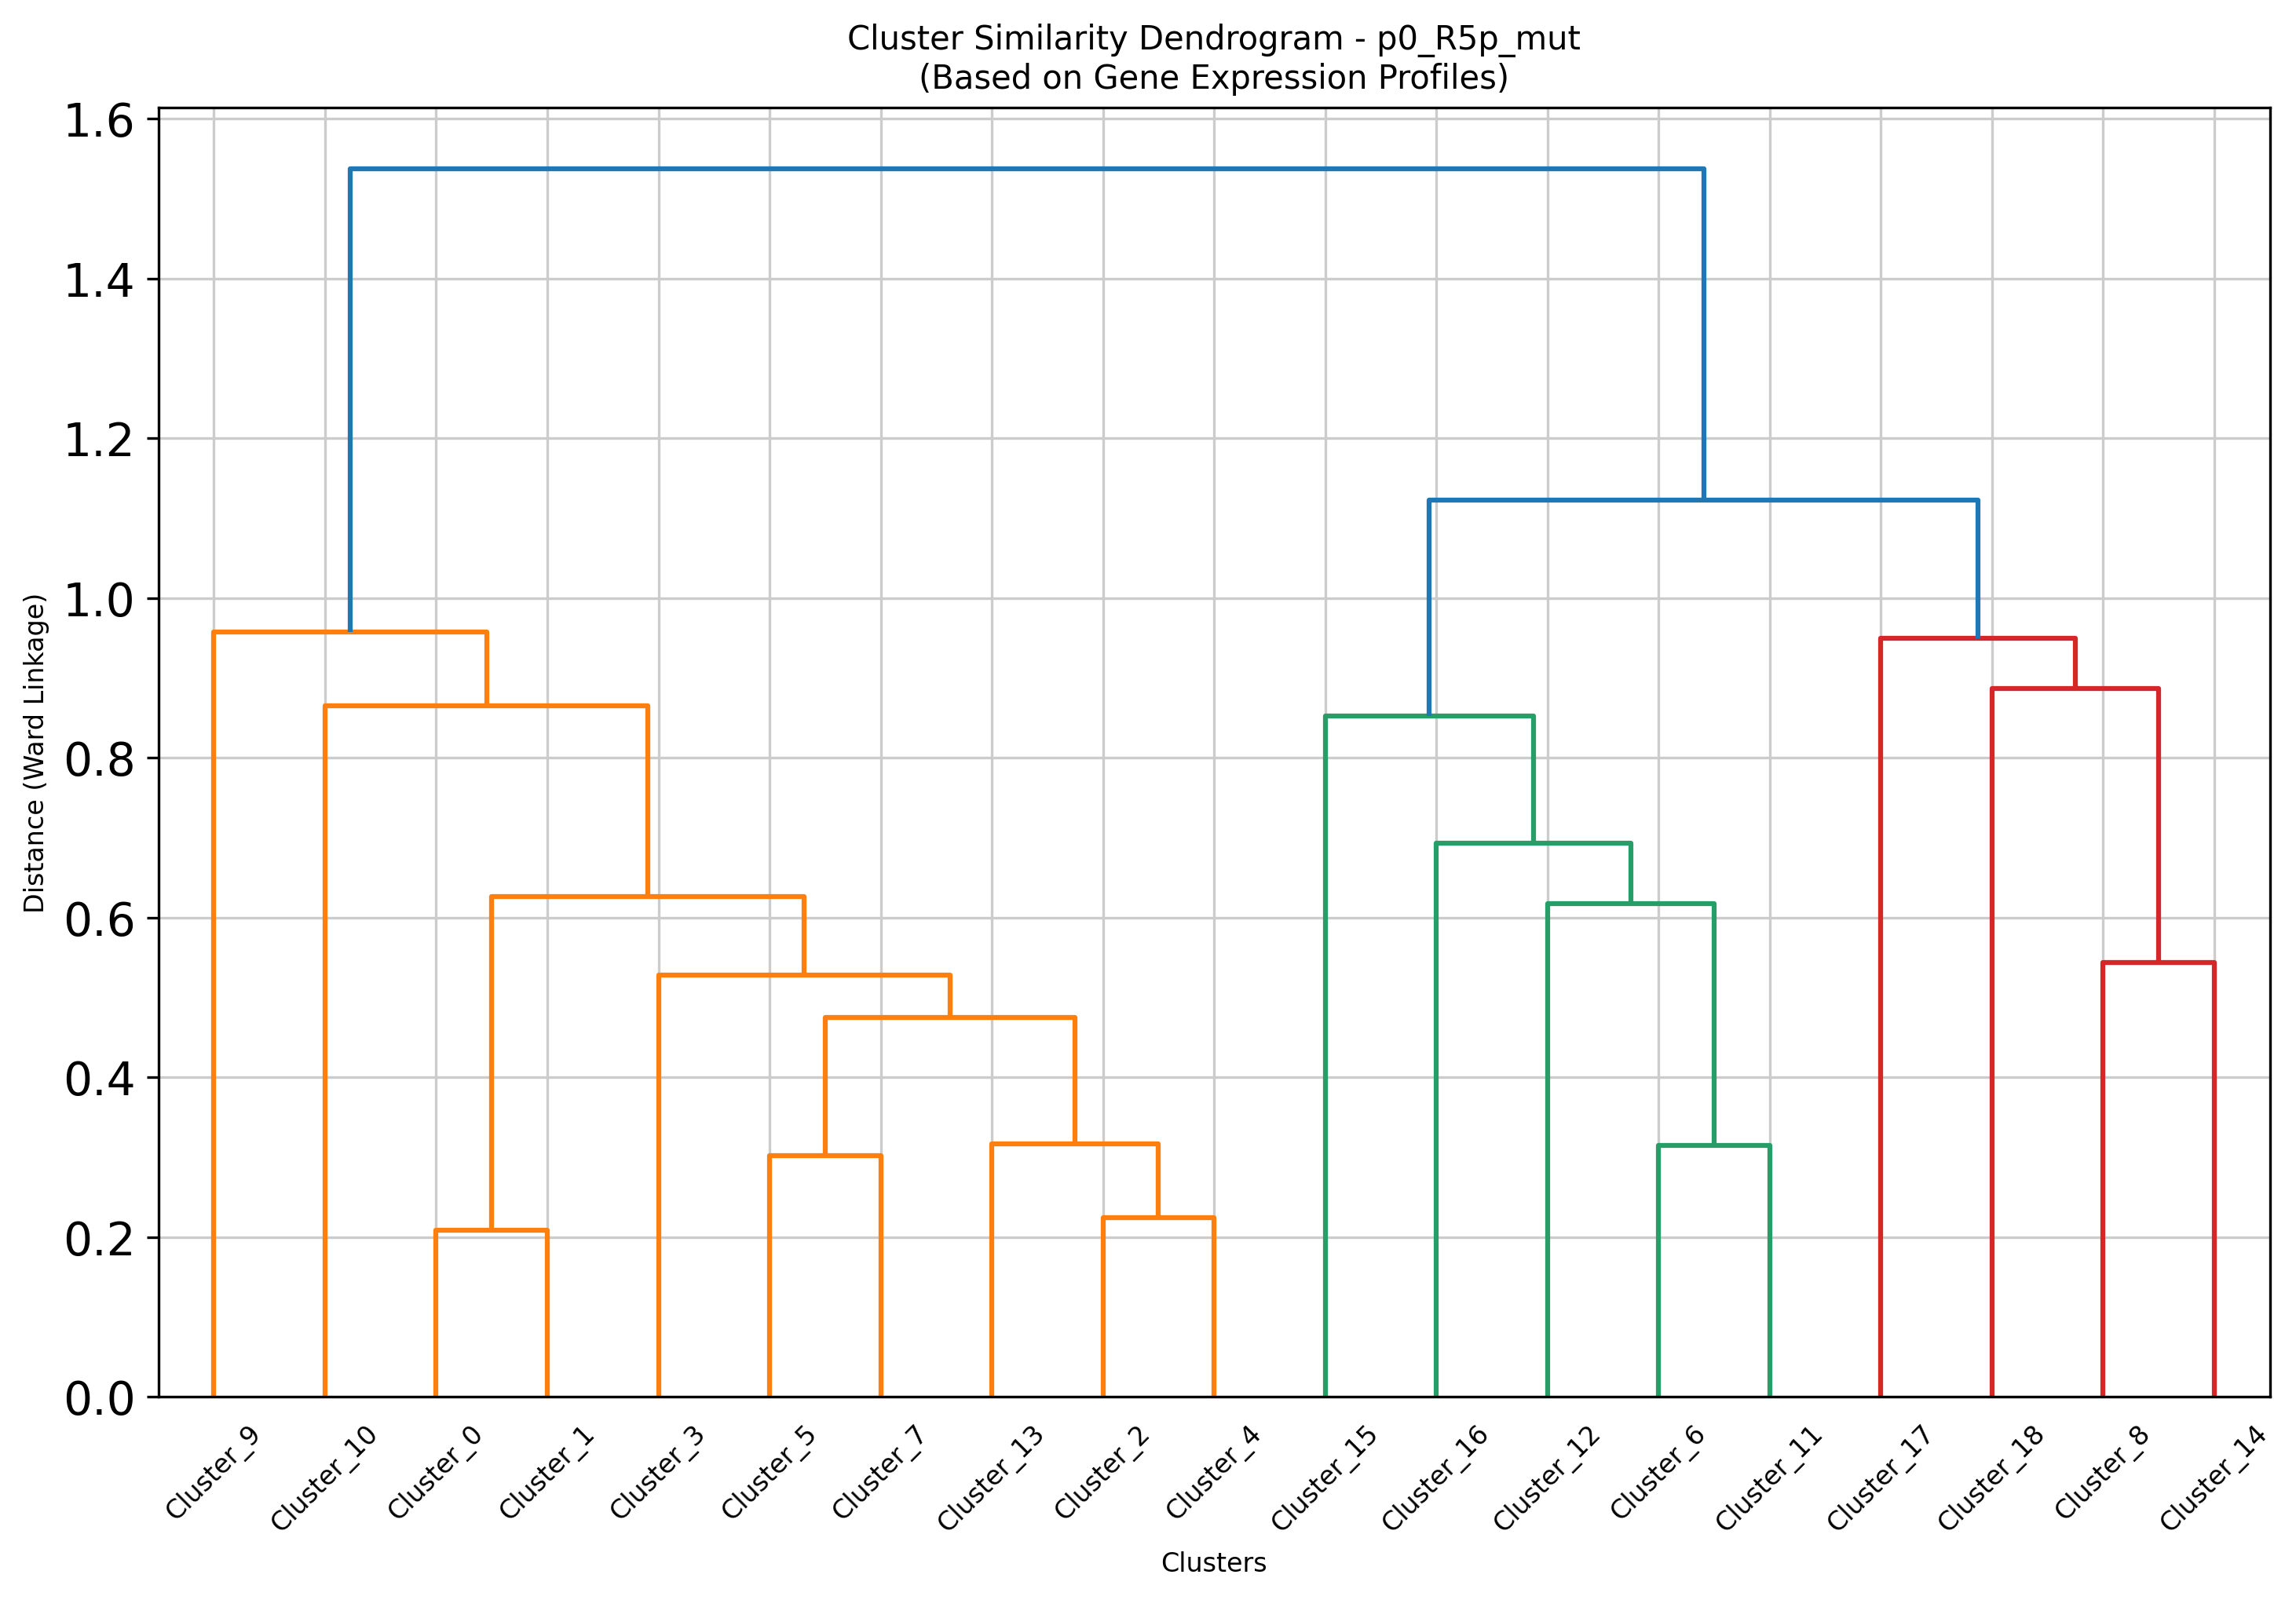 Cluster Similarity Dendrogram - p0_R5p_mut
(Based on Gene Expression Profiles)
1.6
1.4
1.2
1.0
0.8
0.6
0.4
0.2
0.0
Distance (Ward Linkage)
Cluster_9
Cluster_10
Cluster_0
Cluster_1
Cluster_3
Cluster_5
Cluster_7
Cluster_13
Cluster_2
Cluster_4
Cluster_15
Cluster_16
Cluster_12
Cluster_6
Cluster_11
Cluster_17
Cluster_18
Cluster_8
Cluster_14
Clusters